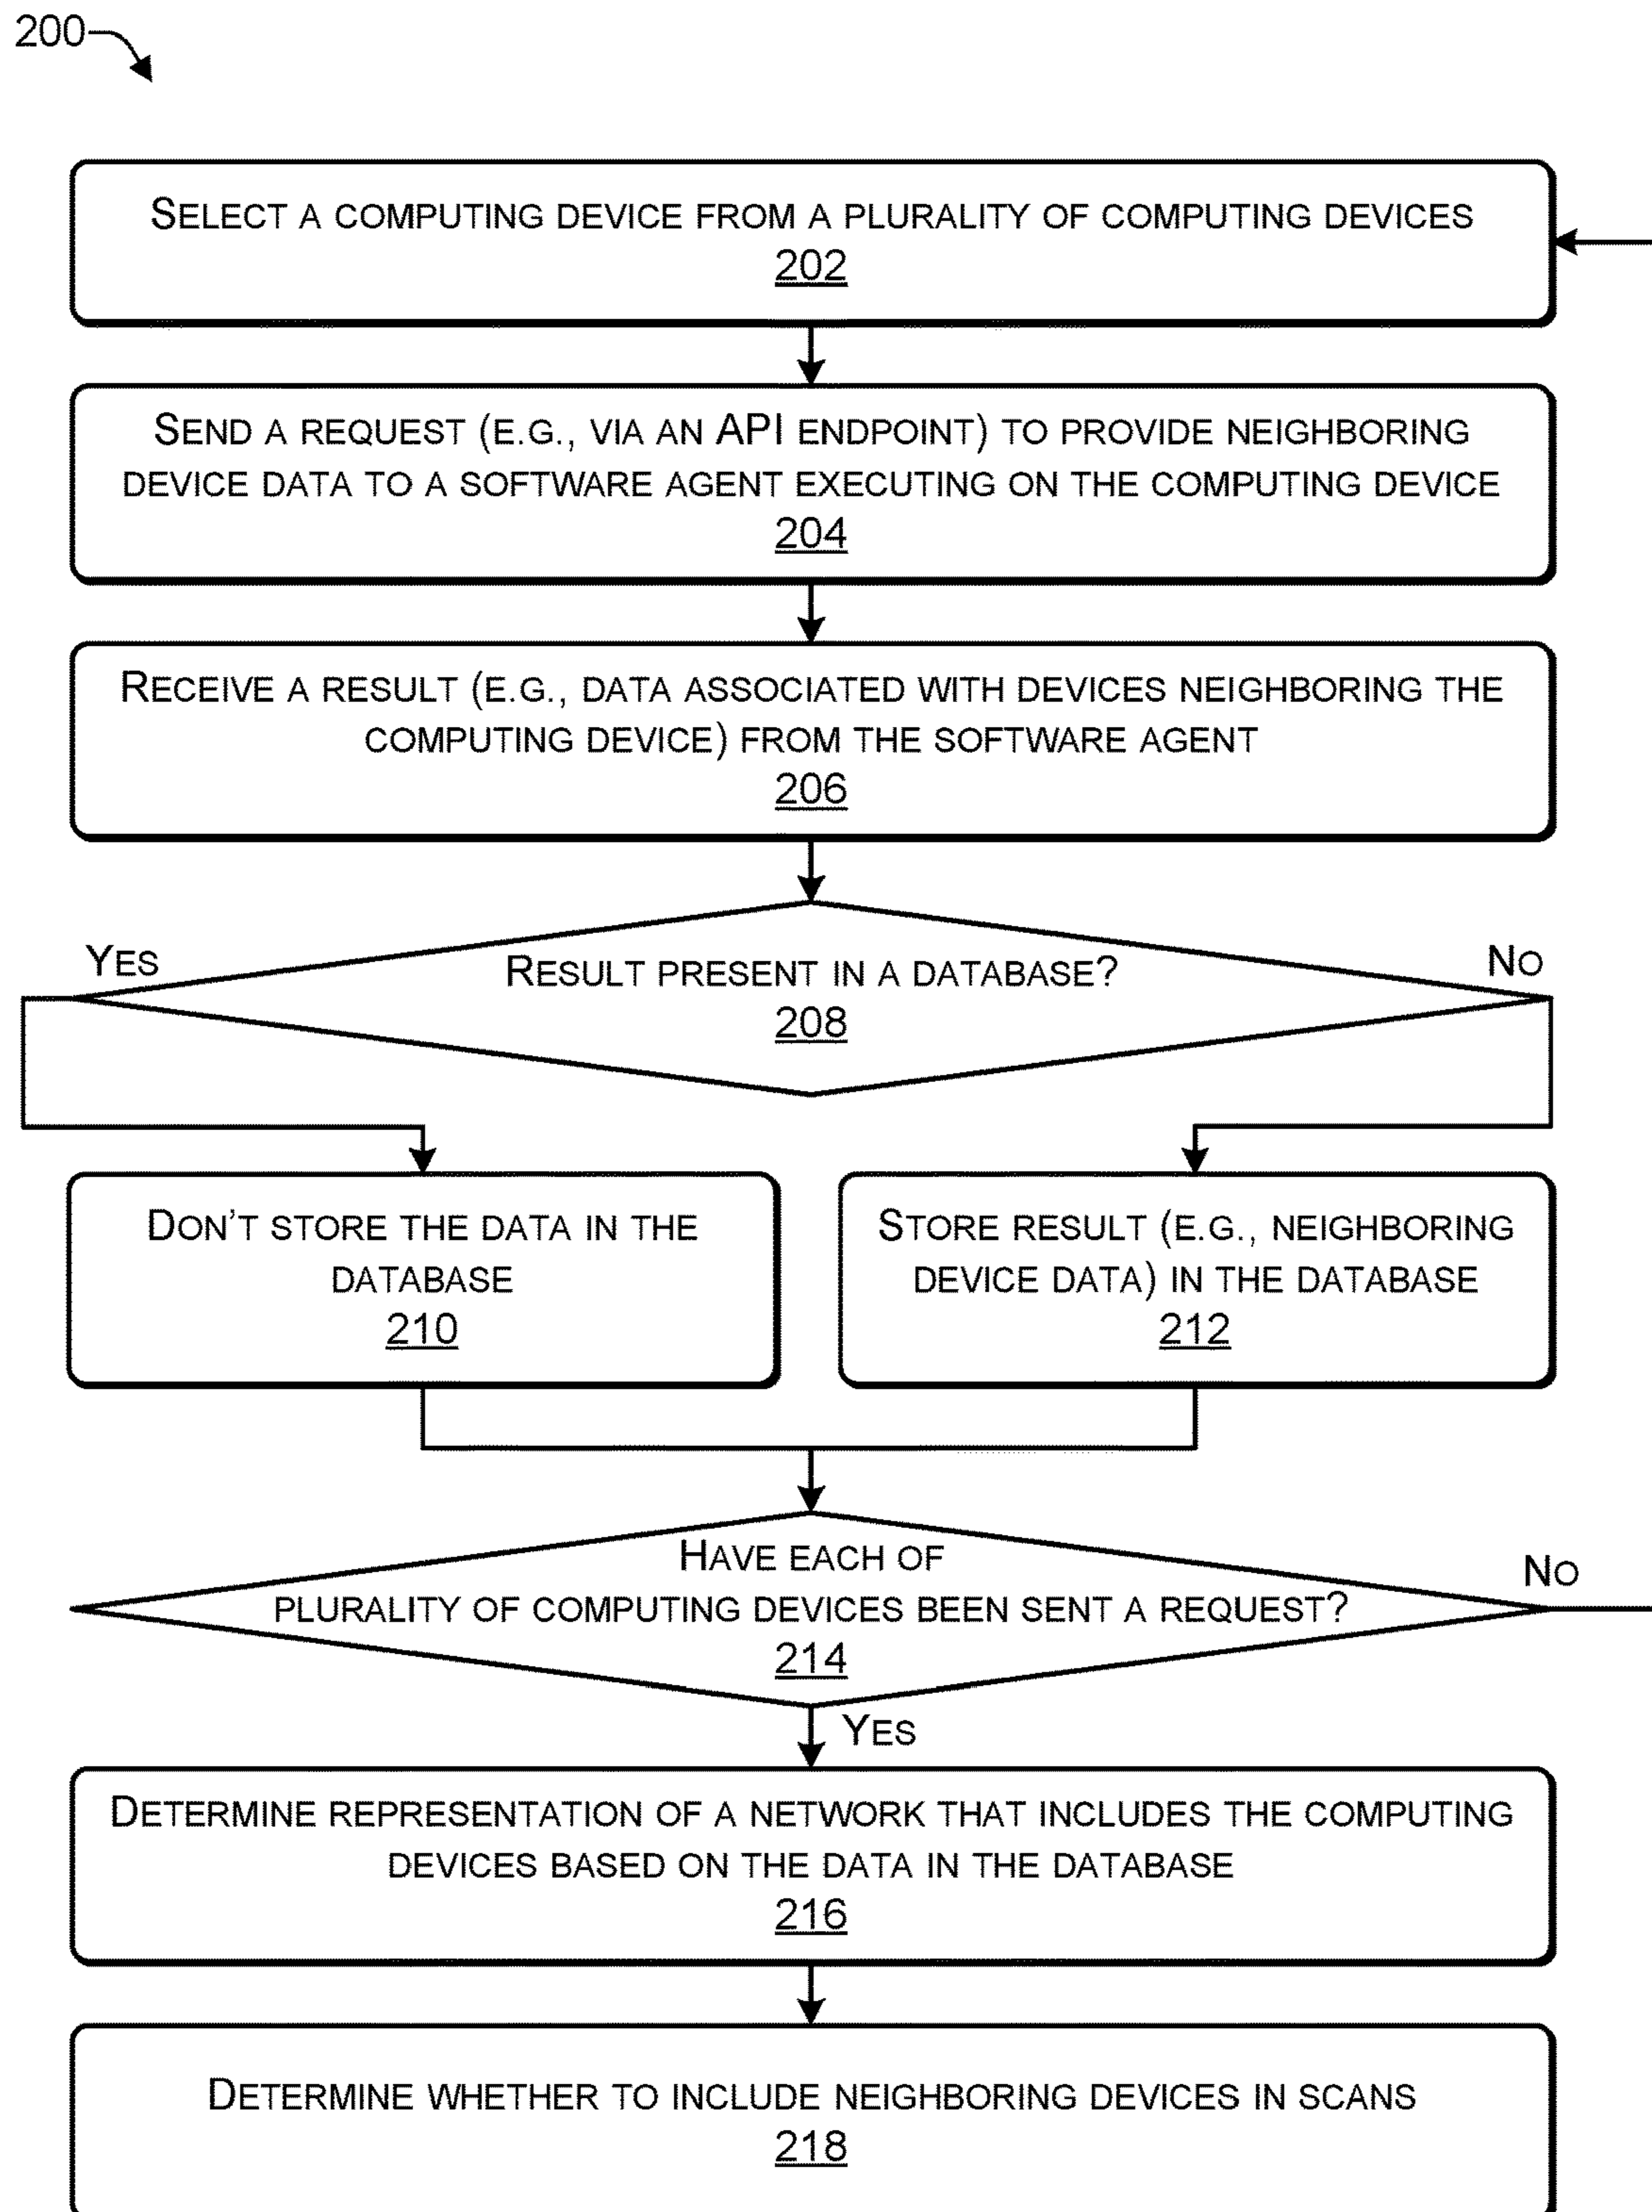 200
SELECT A COMPUTING DEVICE FROM A PLURALITY OF COMPUTING DEVICES
202
SEND A REQUEST (E.G., VIA AN API ENDPOINT) TO PROVIDE NEIGHBORING
DEVICE DATA TO A SOFTWARE AGENT EXECUTING ON THE COMPUTING DEVICE
204
RECEIVE A RESULT (E.G., DATA ASSOCIATED WITH DEVICES NEIGHBORING THE
COMPUTING DEVICE) FROM THE SOFTWARE AGENT
206
YES
NO
RESULT PRESENT IN A DATABASE?
208
DON'T STORE THE DATA IN THE
DATABASE
210
STORE RESULT (E.G., NEIGHBORING
DEVICE DATA) IN THE DATABASE
212
HAVE EACH OF
PLURALITY OF COMPUTING DEVICES BEEN SENT A REQUEST?
214
NO
YES
DETERMINE REPRESENTATION OF A NETWORK THAT INCLUDES THE COMPUTING
DEVICES BASED ON THE DATA IN THE DATABASE
216
DETERMINE WHETHER TO INCLUDE NEIGHBORING DEVICES IN SCANS
218